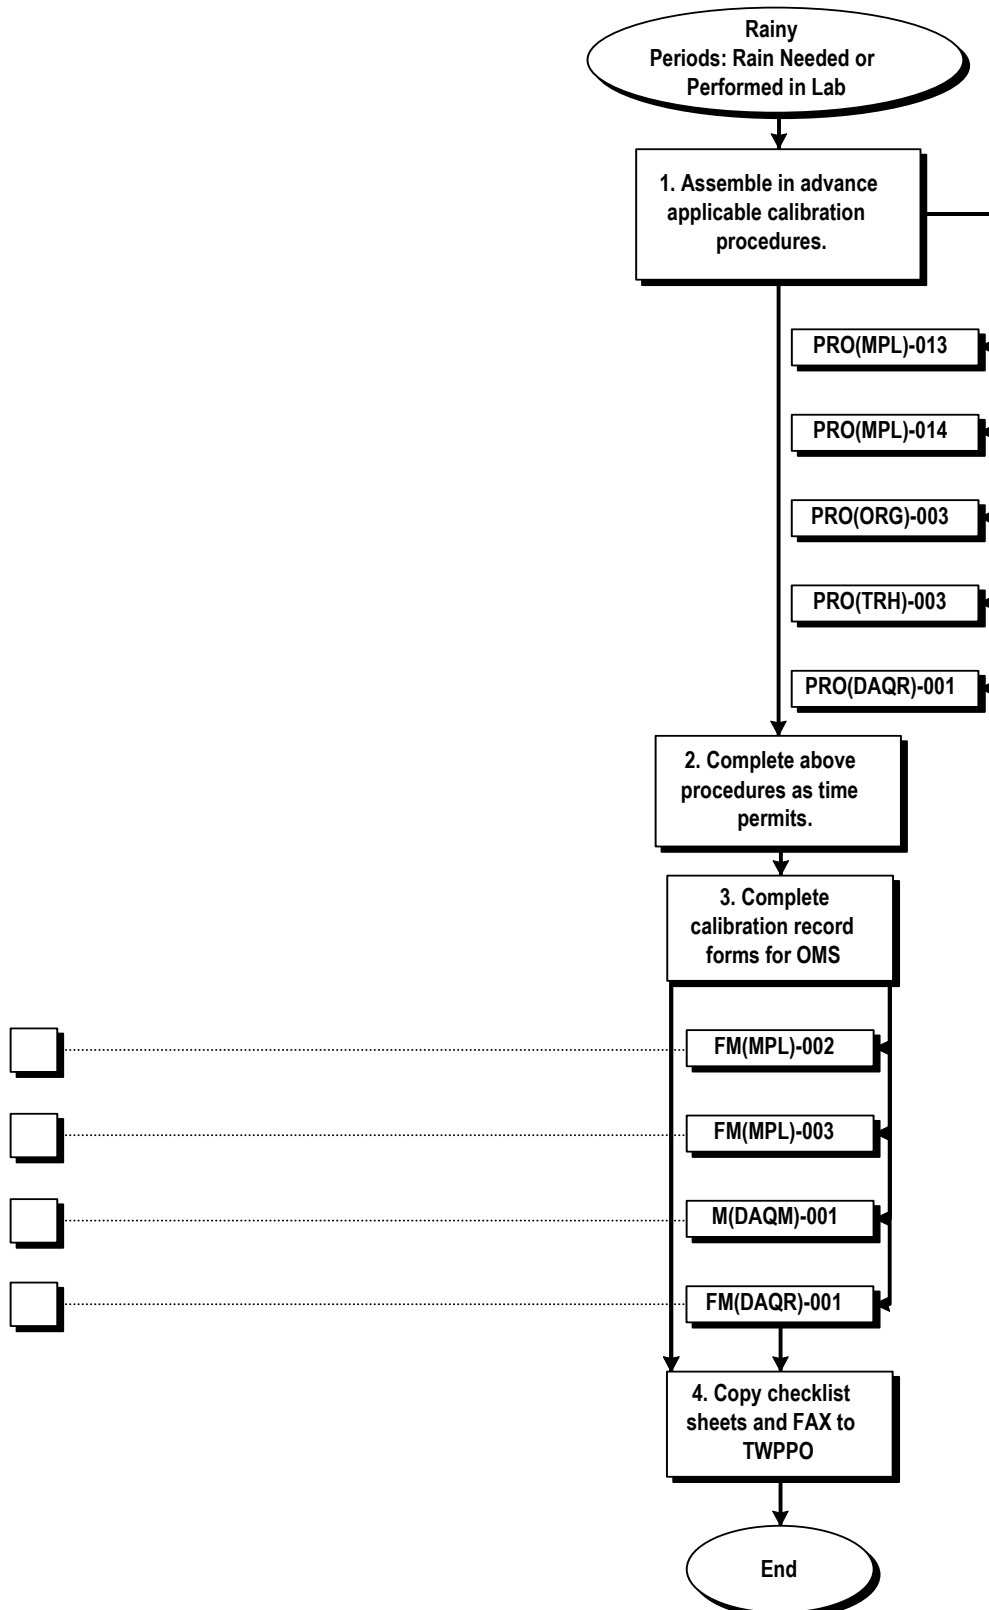 Rainy
Periods: Rain Needed or
Performed in Lab
1. Assemble in advance
applicable calibration
procedures.
PRO(MPL)-013
PRO(MPL)-014
PRO(ORG)-003
PRO(TRH)-003
PRO(DAQR)-001
2. Complete above
procedures as time
permits.
3. Complete
calibration record
forms for OMS
FM(MPL)-002
FM(MPL)-003
M(DAQM)-001
FM(DAQR)-001
4. Copy checklist
sheets and FAX to
TWPPO
End